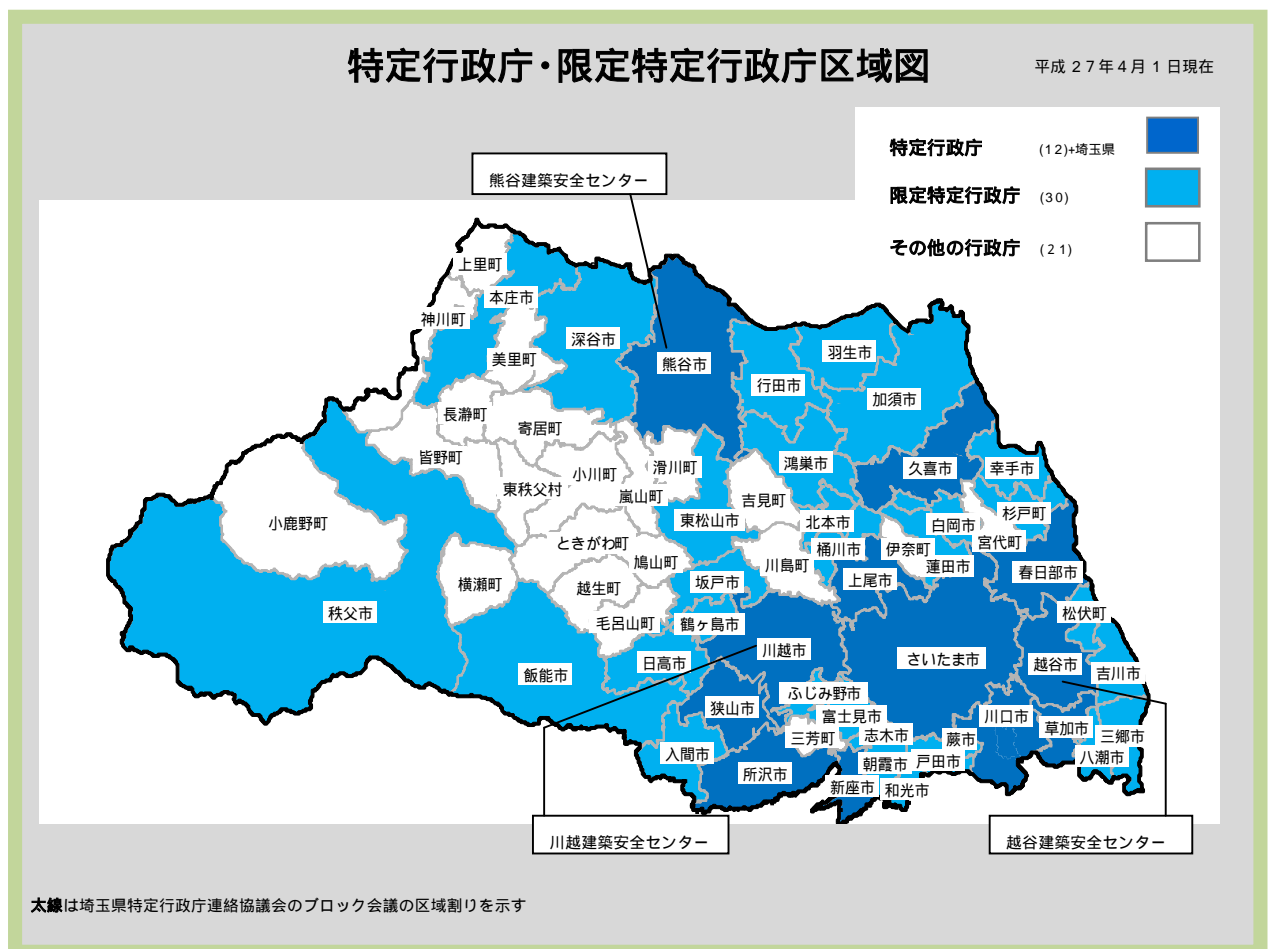 特定行政庁・限定特定行政庁区域図
平成 27年4月1日現在
特定行政庁 (12)+埼玉県
限定特定行政庁 (30)
その他の行政庁 (21)
熊谷建築安全センター
上里町
本庄市
神川町
深谷市
美里町
熊谷市
羽生市
行田市
加須市
長瀞町
寄居町
皆野町
小川町
滑川町
鴻巣市
久喜市
幸手市
東秩父村
嵐山町
吉見町
小鹿野町
東松山市
北本市
白岡市
杉戸町
ときがわ町
桶川市
伊奈町
宮代町
鳩山町
川島町
蓮田市
横瀬町
越生町
坂戸市
上尾市
春日部市
秩父市
毛呂山町
鶴ヶ島市
松伏町
川越市
さいたま市
越谷市
飯能市
日高市
吉川市
ふじみ野市
狭山市
富士見市
川口市
三芳町
志木市
蕨市
草加市
三郷市
入間市
朝霞市
戸田市
八潮市
所沢市
新座市
和光市
川越建築安全センター
越谷建築安全センター
太線は埼玉県特定行政庁連絡協議会のブロック会議の区域割りを示す